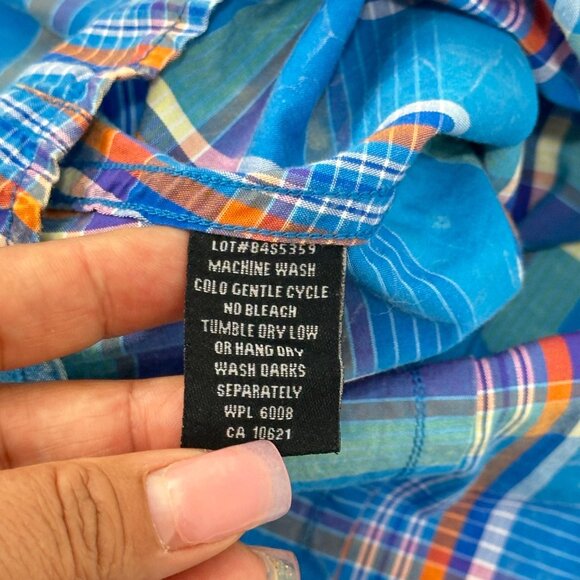 LOT#84S5359
MACHINE WASH
COLD GENTLE CYCLE
NO BLEACH
TUMBLE DRY LOW
OR HANG DRY
WASH DARKS
SEPARATELY
WPL 6008
CA 10621